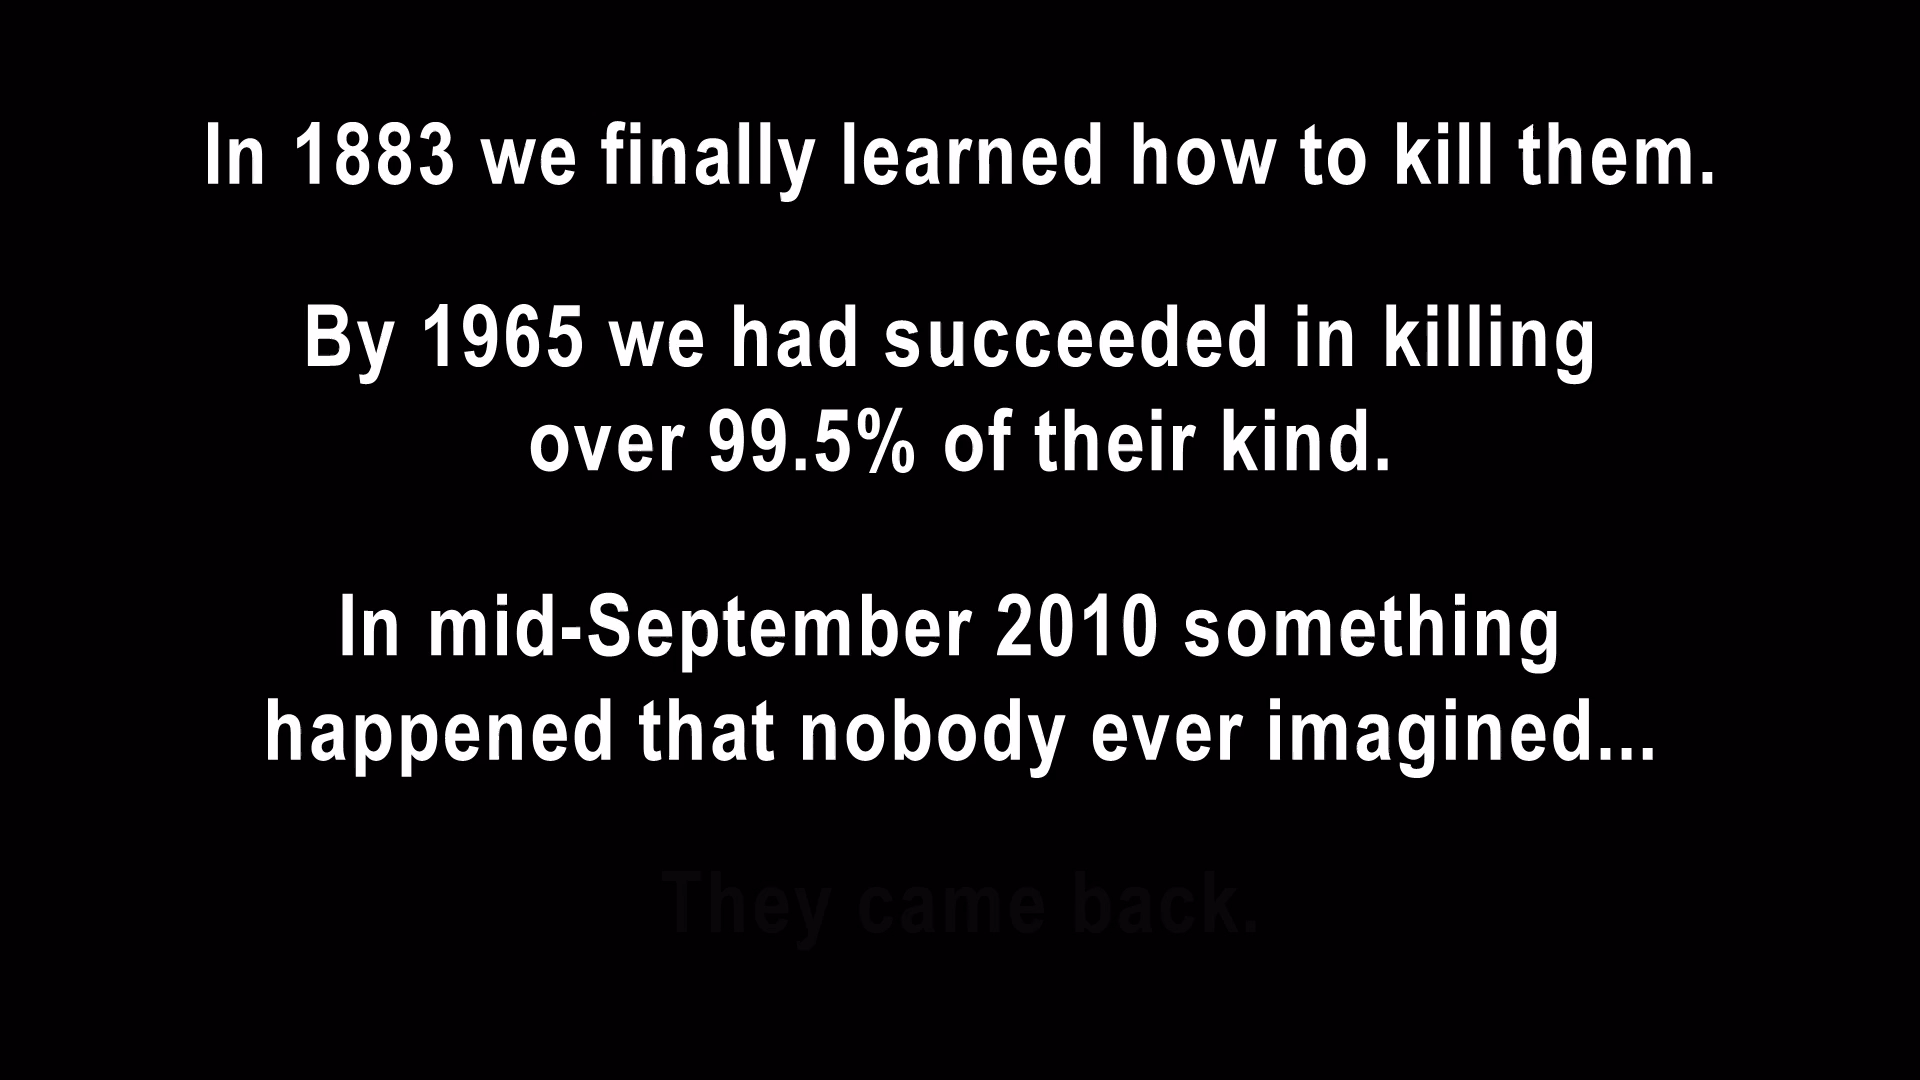 In 1883 we finally learned how to kill them.
By 1965 we had succeeded in killing
over 99.5% of their kind.
In mid-September 2010 something
happened that nobody ever imagined...
They came back.